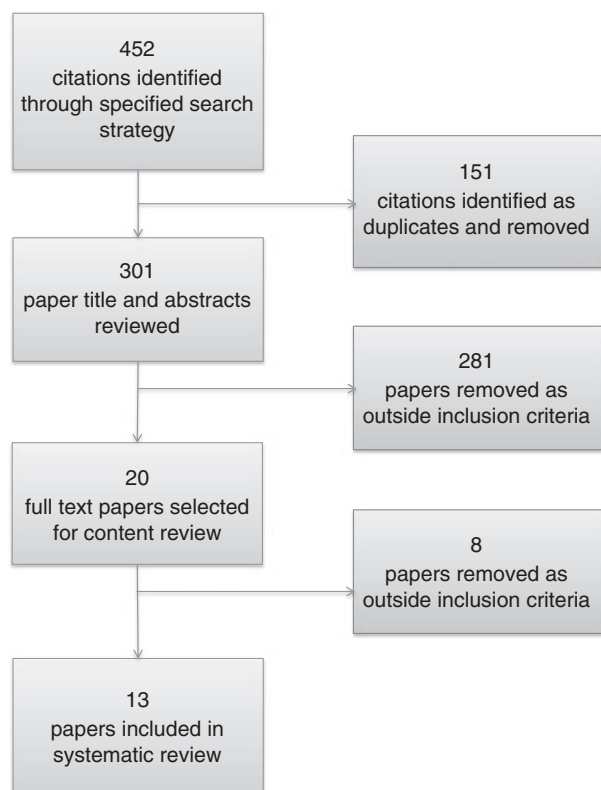 452
citations identified
through specified search
strategy
151
citations identified as
duplicates and removed
301
paper title and abstracts
reviewed
281
papers removed as
outside inclusion criteria
20
full text papers selected
for content review
8
papers removed as
outside inclusion criteria
13
papers included in
systematic review